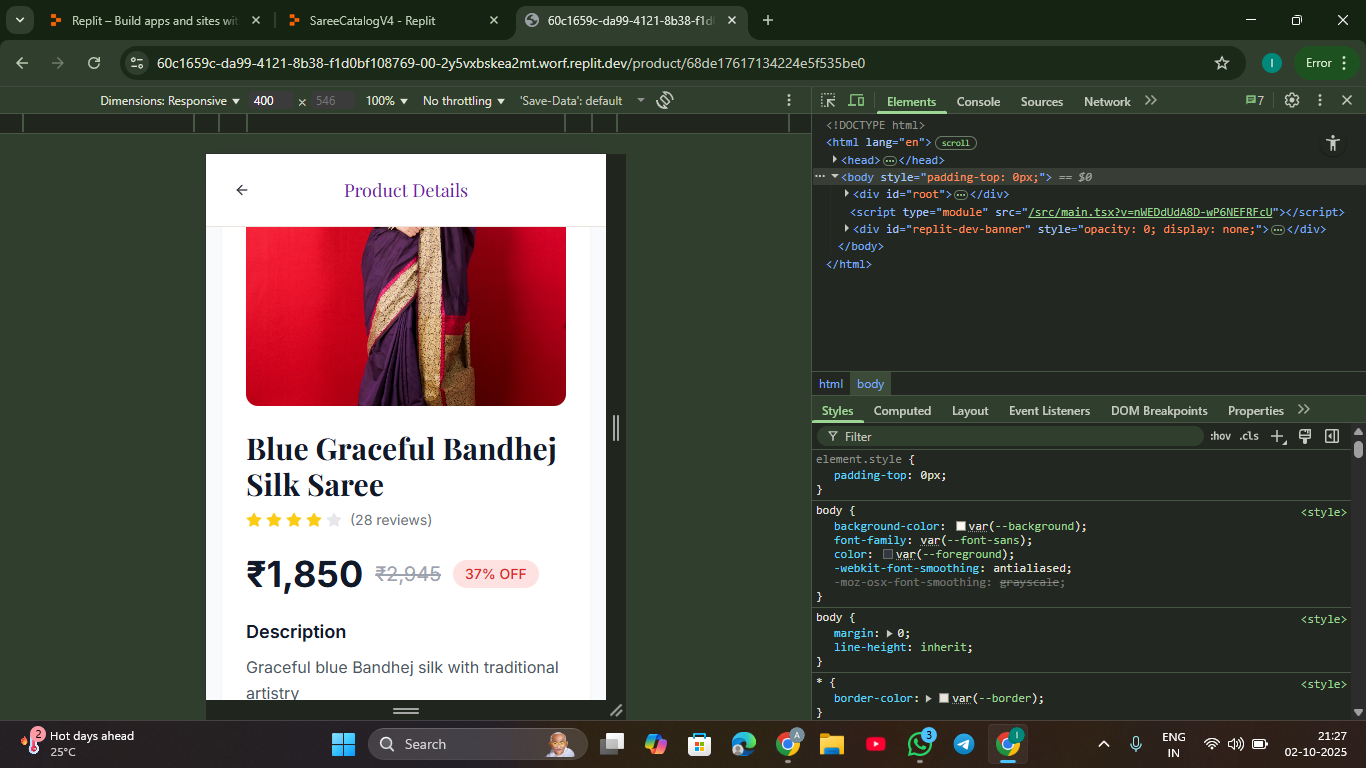 Replit – Build apps and sites wit
SareeCatalogV4 - Replit
60c1659c-da99-4121-8b38-f1d0
60c1659c-da99-4121-8b38-f1d0bf108769-00-2y5vxbskea2mt.worf.replit.dev/product/68de17617134224e5f535be0
I
Error
Dimensions: Responsive
400
×
546
100%
No throttling
'Save-Data': default
Elements
Console
Sources
Network
7
<!DOCTYPE html>
<html lang="en"> scroll
<head> … </head>
… <body style="padding-top: 0px;"> == $0
<div id="root"> … </div>
<script type="module" src="/src/main.tsx?v=nWEDdUdA8D-wP6NEFRFcU"></script>
<div id="replit-dev-banner" style="opacity: 0; display: none;"> … </div>
</body>
</html>
Product Details
Blue Graceful Bandhej
Silk Saree
(28 reviews)
₹1,850 ₹2,945 37% OFF
Description
Graceful blue Bandhej silk with traditional
artistry
html body
Styles
Computed
Layout
Event Listeners
DOM Breakpoints
Properties
Filter
:hov .cls
element.style {
padding-top: 0px;
}
body { <style>
background-color: var(--background);
font-family: var(--font-sans);
color: var(--foreground);
-webkit-font-smoothing: antialiased;
-moz-osx-font-smoothing: grayscale;
}
body { <style>
margin: 0;
line-height: inherit;
}
* { <style>
border-color: var(--border);
}
2
Hot days ahead
25°C
Search
A
3
I
ENG
IN
21:27
02-10-2025